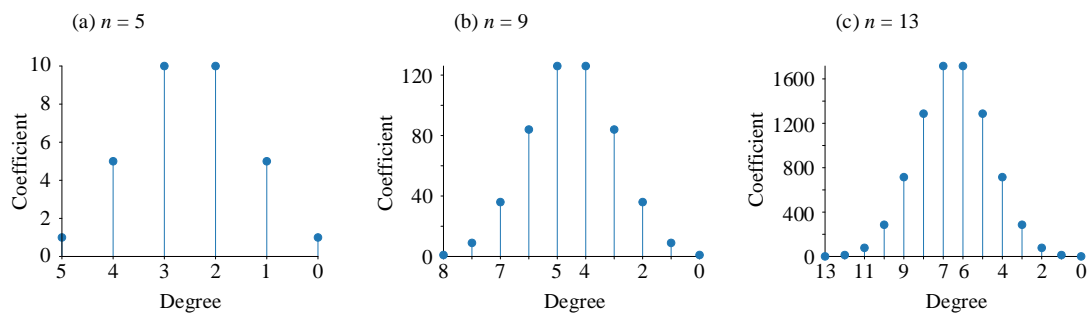 (a) n = 5
10
8
6
4
2
0
Coefficient
5 4 3 2 1 0
Degree
(b) n = 9
120
80
40
0
Coefficient
8 7 5 4 2 0
Degree
(c) n = 13
1600
1200
800
400
0
Coefficient
13 11 9 7 6 4 2 0
Degree